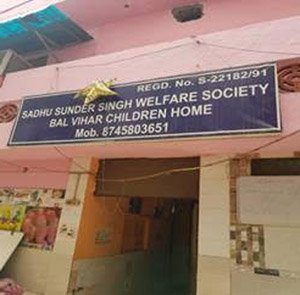 REGD. No. S-22182/91
SADHU SUNDER SINGH WELFARE SOCIETY
BAL VIHAR CHILDREN HOME
Mob. 8745803651